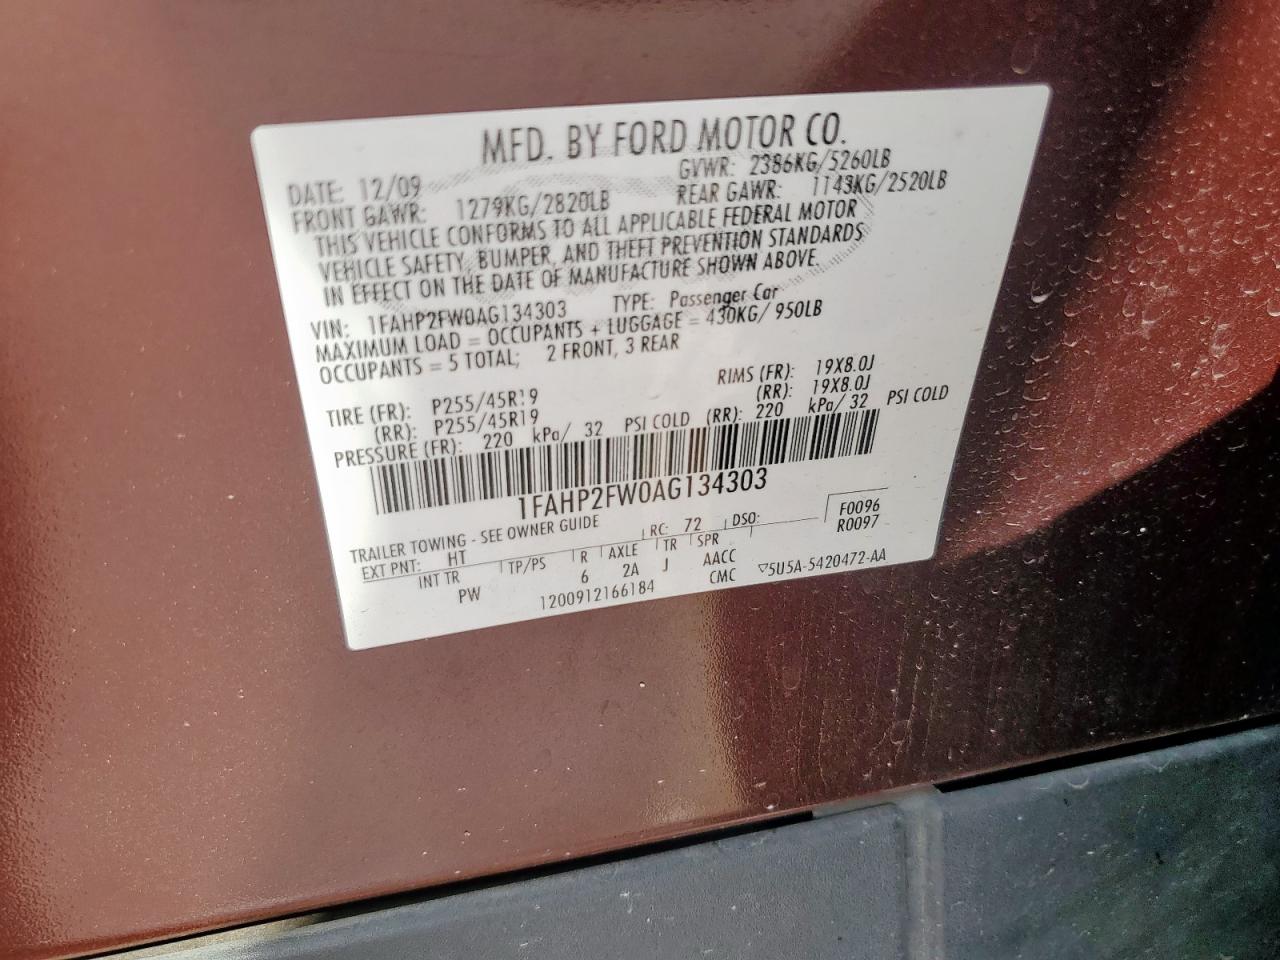 MFD. BY FORD MOTOR CO.
DATE: 12/09 GVWR: 2386KG/5260LB
FRONT GAWR: 1279KG/2820LB REAR GAWR: 1143KG/2520LB
THIS VEHICLE CONFORMS TO ALL APPLICABLE FEDERAL MOTOR
VEHICLE SAFETY, BUMPER, AND THEFT PREVENTION STANDARDS
IN EFFECT ON THE DATE OF MANUFACTURE SHOWN ABOVE.
VIN: 1FAHP2FW0AG134303 TYPE: Passenger Car
MAXIMUM LOAD = OCCUPANTS + LUGGAGE = 430KG/950LB
OCCUPANTS = 5 TOTAL; 2 FRONT, 3 REAR
TIRE (FR): P255/45R19 RIMS (FR): 19X8.0J
(RR): P255/45R19 (RR): 19X8.0J
PRESSURE (FR): 220 kPa/ 32 PSI COLD (RR): 220 kPa/ 32 PSI COLD
1FAHP2FW0AG134303
TRAILER TOWING - SEE OWNER GUIDE
F0096
R0097
EXT PNT: HT RC: 72 DSO:
INT TR TP/PS R AXLE TR SPR
PW 6 2A J AACC
CMC
1200912166184
▽5U5A-5420472-AA